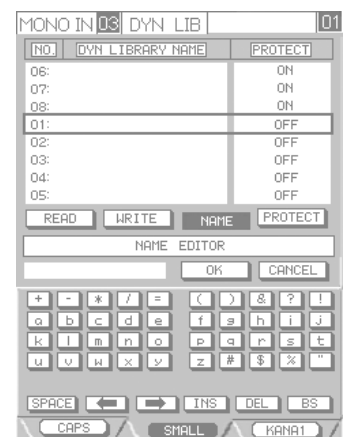 MONO IN 03 DYN LIB 01
NO. DYN LIBRARY NAME PROTECT
06: ON
07: ON
08: ON
01: OFF
02: OFF
03: OFF
04: OFF
05: OFF
READ WRITE NAME PROTECT
NAME EDITOR
OK CANCEL
+ - * / = ( ) & ? !
a b c d e f g h i j
k l m n o p q r s t
u v w x y z # $ % "
SPACE ← → INS DEL BS
CAPS SMALL KANA1